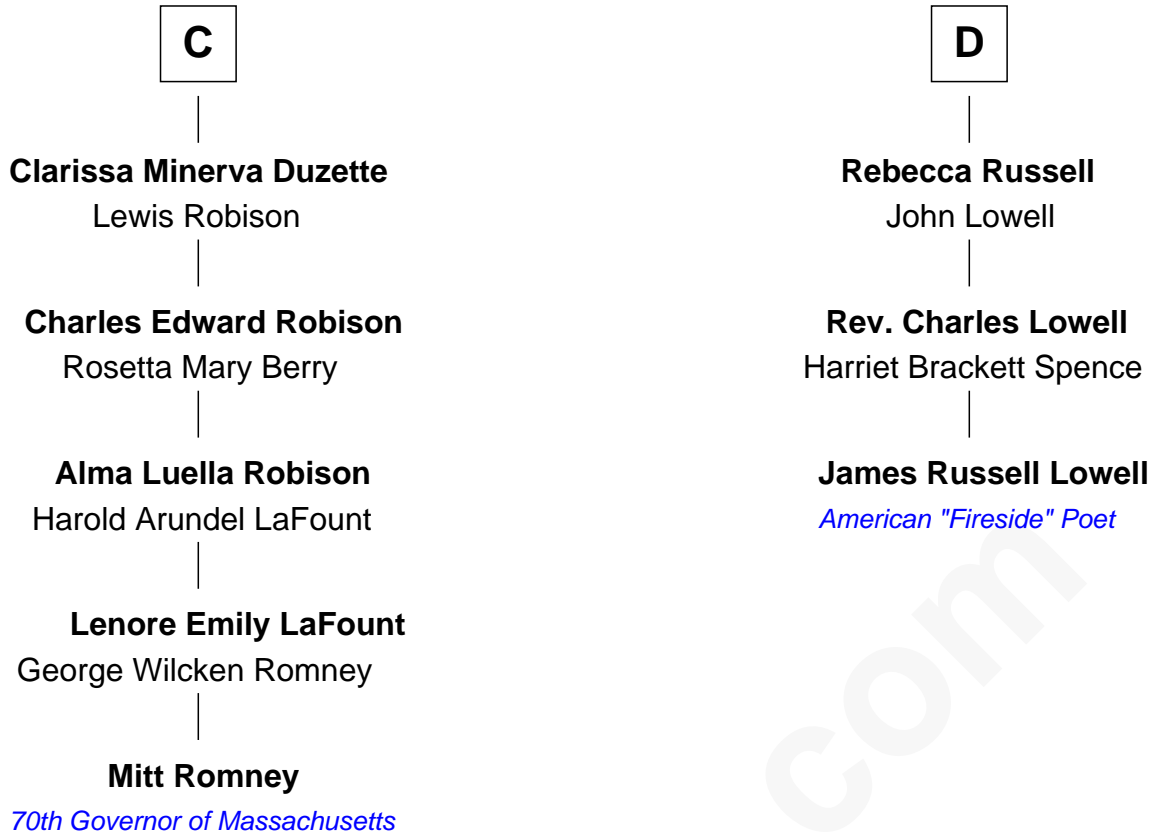 C
Clarissa Minerva Duzette
Lewis Robison
Charles Edward Robison
Rosetta Mary Berry
Alma Luella Robison
Harold Arundel LaFount
Lenore Emily LaFount
George Wilcken Romney
Mitt Romney
70th Governor of Massachusetts
D
Rebecca Russell
John Lowell
Rev. Charles Lowell
Harriet Brackett Spence
James Russell Lowell
American "Fireside" Poet
com